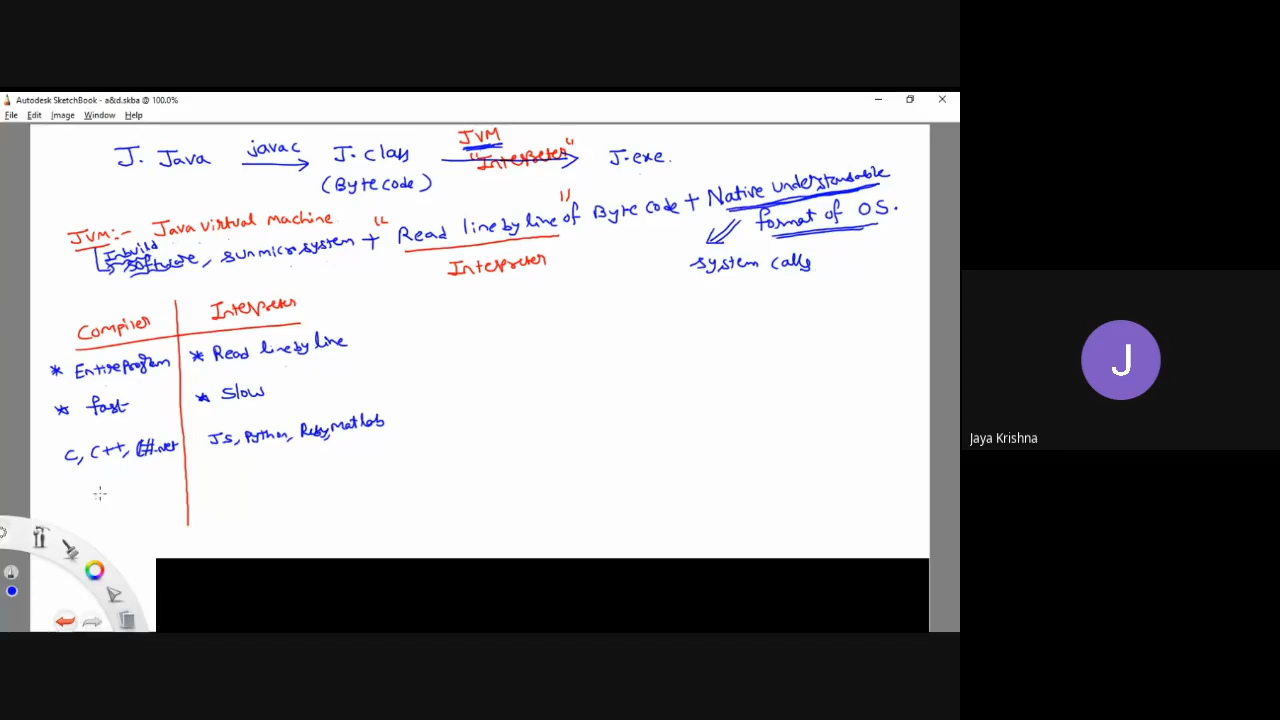 Autodesk SketchBook - a&d.skba @ 100.0%
File Edit Image Window Help
J. Java javac J. class JVM "Interpreter" J.exe.
(Byte code)
JVM :- Java virtual machine "Read line by line" of Byte code + Native understandable format of OS.
Inbuild software, sunmicrosystem +
Interpreter
system calls
Compiler Interpreter
* Entire program * Read line by line
* fast * Slow
C, C++, C#.net JS, Python, Ruby, Matlab
J
Jaya Krishna